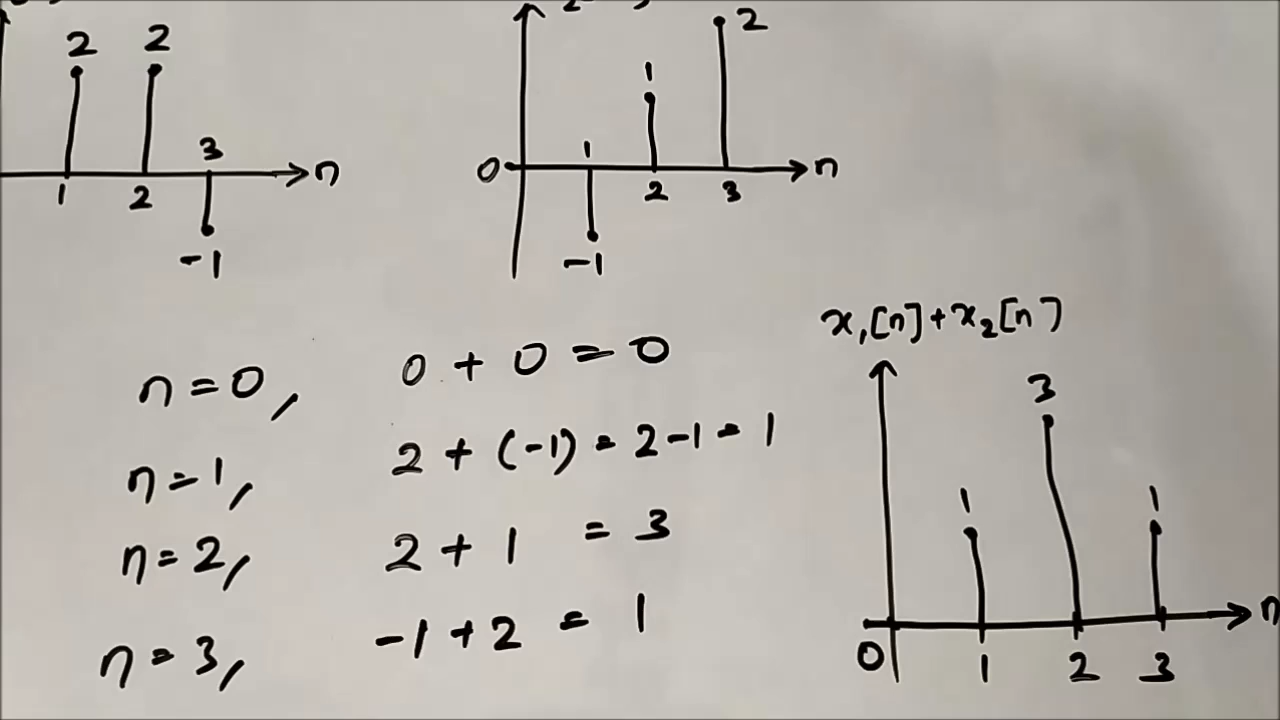 2 2
3
n
1 2
-1
2
1
1
0 n
2 3
-1
x₁[n]+x₂[n]
n=0, 0 + 0 = 0
n=1, 2 + (-1) = 2-1 = 1
n=2, 2 + 1 = 3
n=3, -1 + 2 = 1
3
1 1
n
0 1 2 3